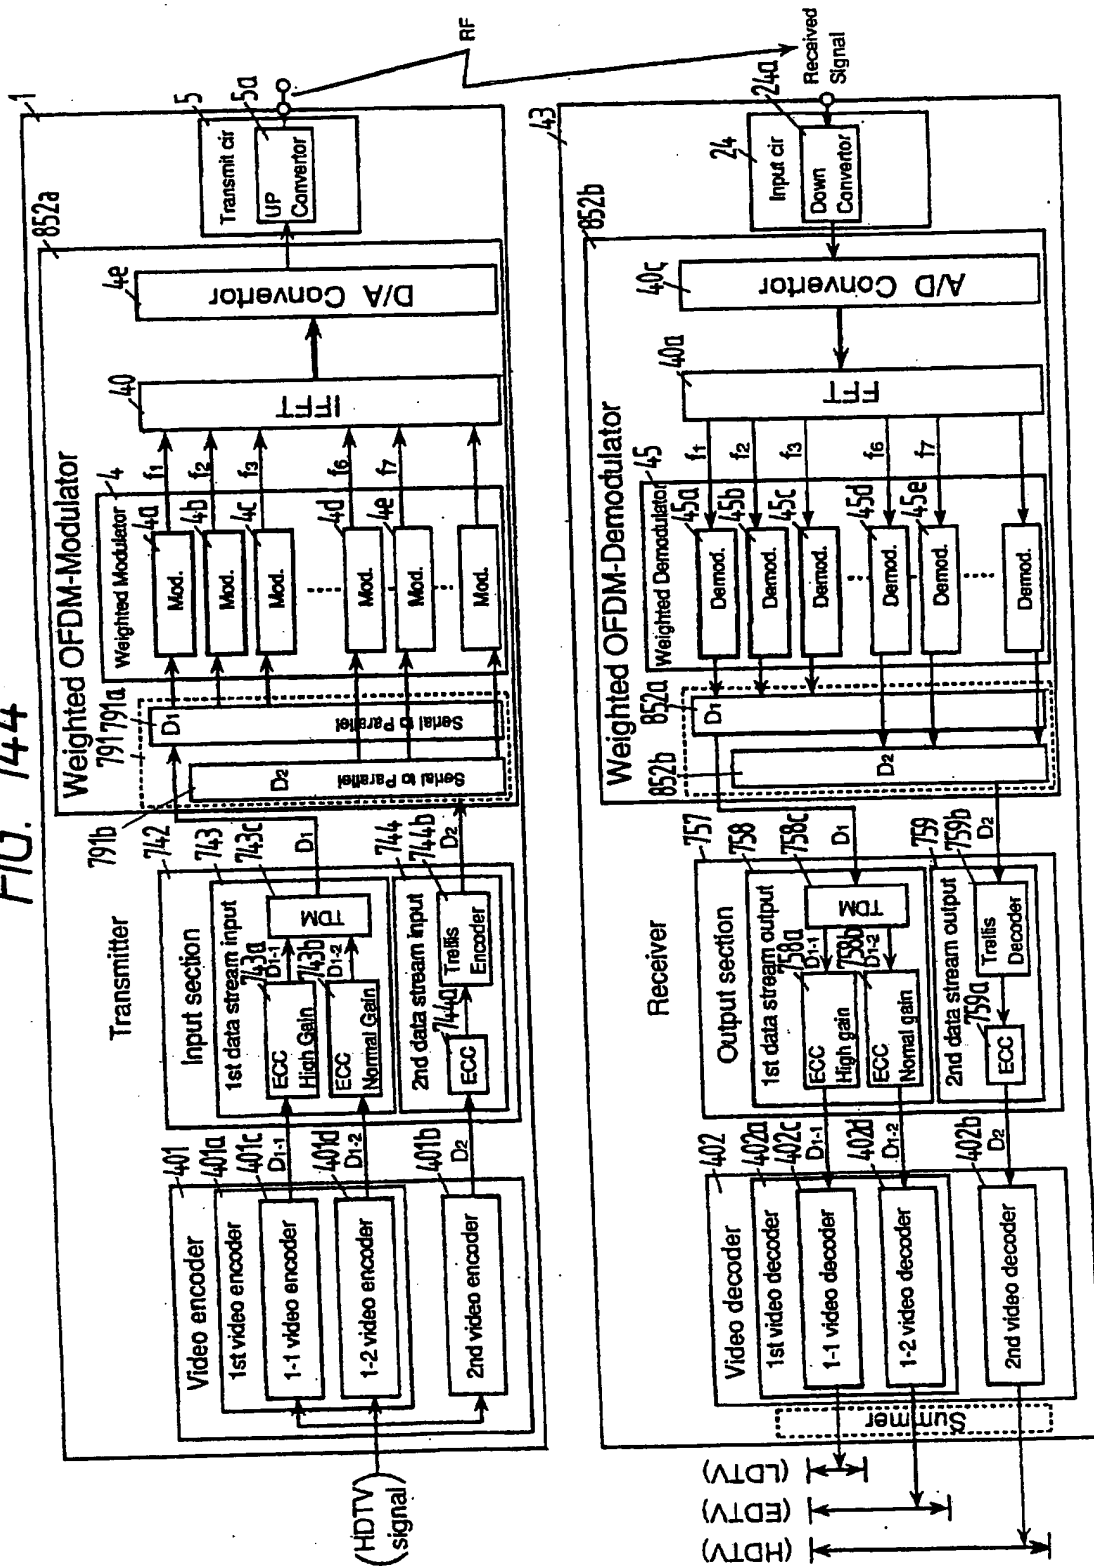 FIG. 144
Transmitter
1
(HDTV signal)
Video encoder
401
1st video encoder
401a
1-1 video encoder
401c
D1-1
1-2 video encoder
401d
D1-2
2nd video encoder
401b
D2
Input section
742
1st data stream input
743
ECC High Gain
743a
D1-1
ECC Normal Gain
743b
D1-2
TDM
743c
D1
2nd data stream input
744
ECC
744a
Trellis Encoder
744b
D2
Weighted OFDM-Modulator
852a
791
791a
D1
Serial to Parallel
791b
D2
Serial to Parallel
Weighted Modulator
4
Mod.
4a
f1
Mod.
4b
f2
Mod.
4c
f3
Mod.
4d
f6
Mod.
4e
f7
Mod.
IFFT
40
D/A Convertor
4e
Transmit cir
5
UP Convertor
5a
RF
Receiver
43
Received Signal
Input cir
24
Down Convertor
24a
Weighted OFDM-Demodulator
852b
A/D Convertor
40c
FFT
40a
Weighted Demodulator
45
f1
Demod.
45a
f2
Demod.
45b
f3
Demod.
45c
f6
Demod.
45d
f7
Demod.
45e
Demod.
852a
D1
852b
D2
Output section
757
1st data stream output
758
TDM
758c
D1
ECC High gain
758a
D1-1
ECC Normal gain
758b
D1-2
2nd data stream output
759
Trellis Decoder
759b
D2
ECC
759a
Video decoder
402
1st video decoder
402a
1-1 video decoder
402c
D1-1
1-2 video decoder
402d
D1-2
2nd video decoder
402b
D2
Summer
(LDTV)
(EDTV)
(HDTV)